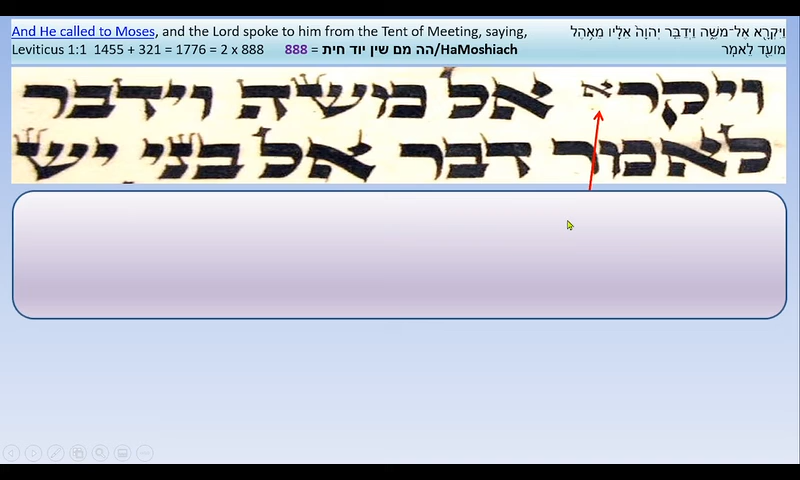 And He called to Moses, and the Lord spoke to him from the Tent of Meeting, saying,
Leviticus 1:1 1455 + 321 = 1776 = 2 x 888 888 = הה מם שין יוד חית/HaMoshiach
וַיִּקְרָ֖א אֶל־מֹשֶׁ֑ה וַיְדַבֵּ֤ר יְהוָה֙ אֵלָ֔יו מֵאֹ֥הֶל
מוֹעֵ֖ד לֵאמֹֽר
ויקרא אל משה וידבר
לאמור דבר אל בני יש